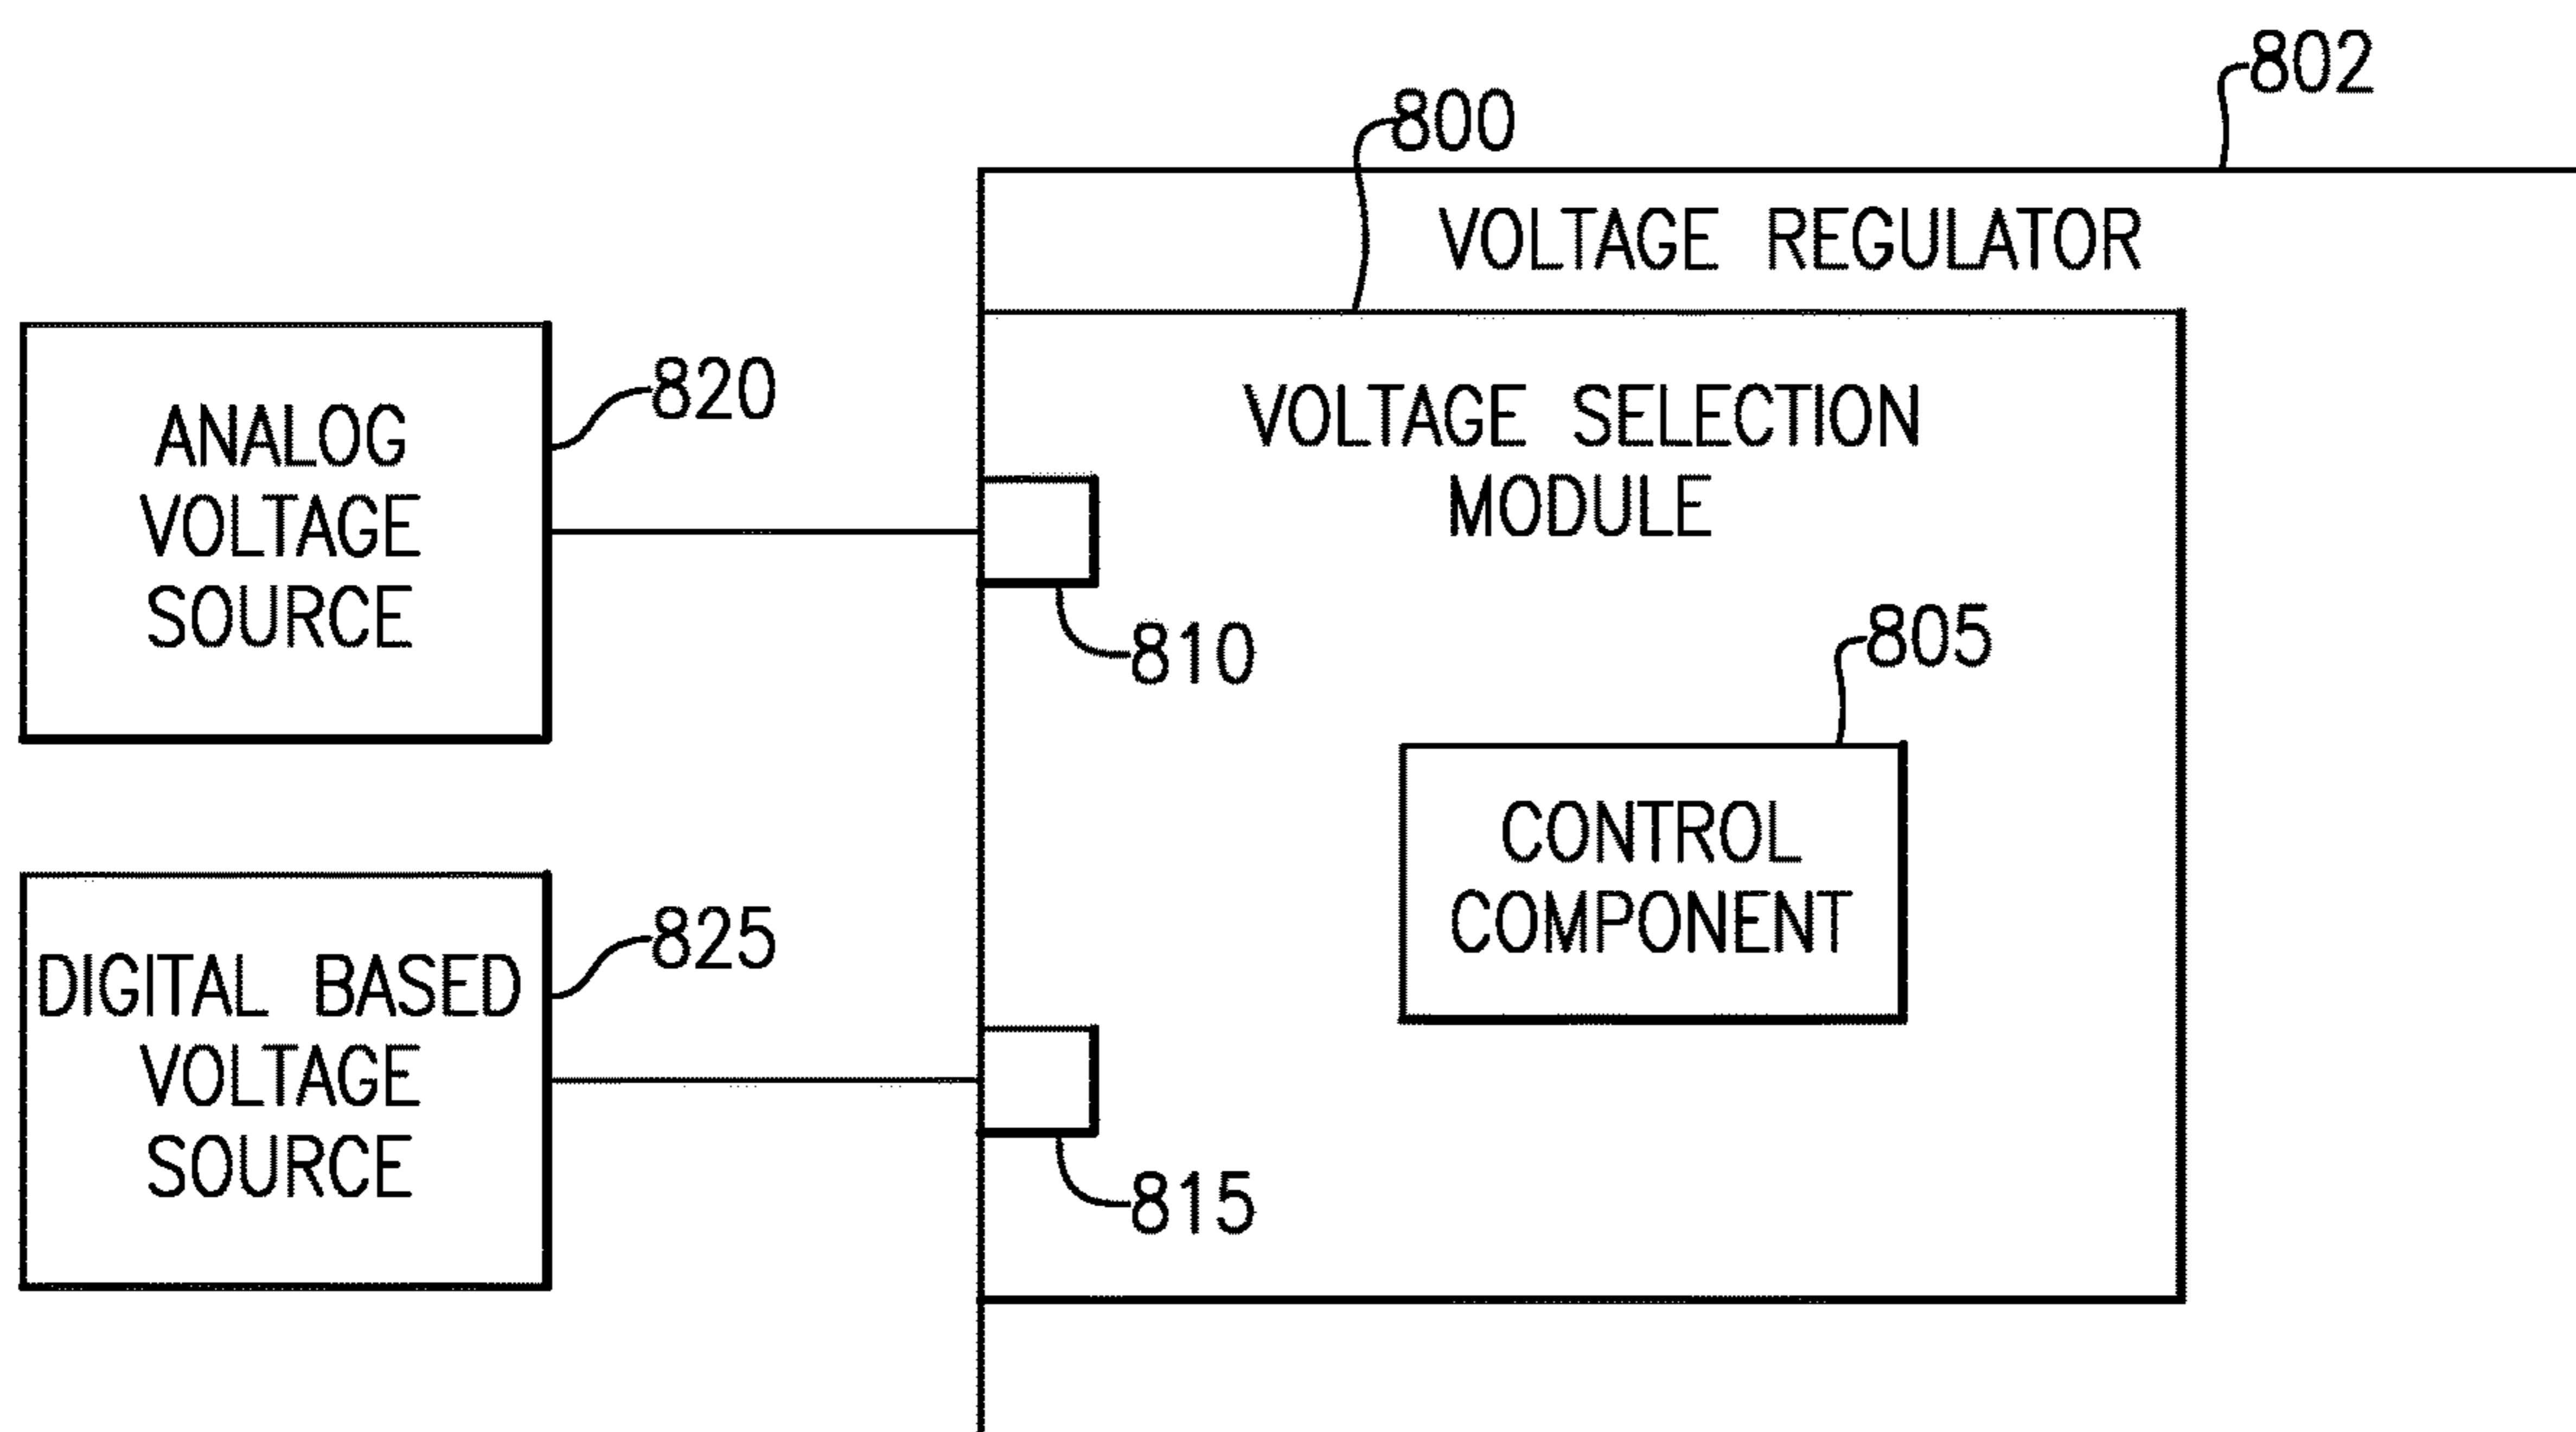 802
800
VOLTAGE REGULATOR
820
ANALOG
VOLTAGE
SOURCE
VOLTAGE SELECTION
MODULE
810
805
CONTROL
COMPONENT
825
DIGITAL BASED
VOLTAGE
SOURCE
815